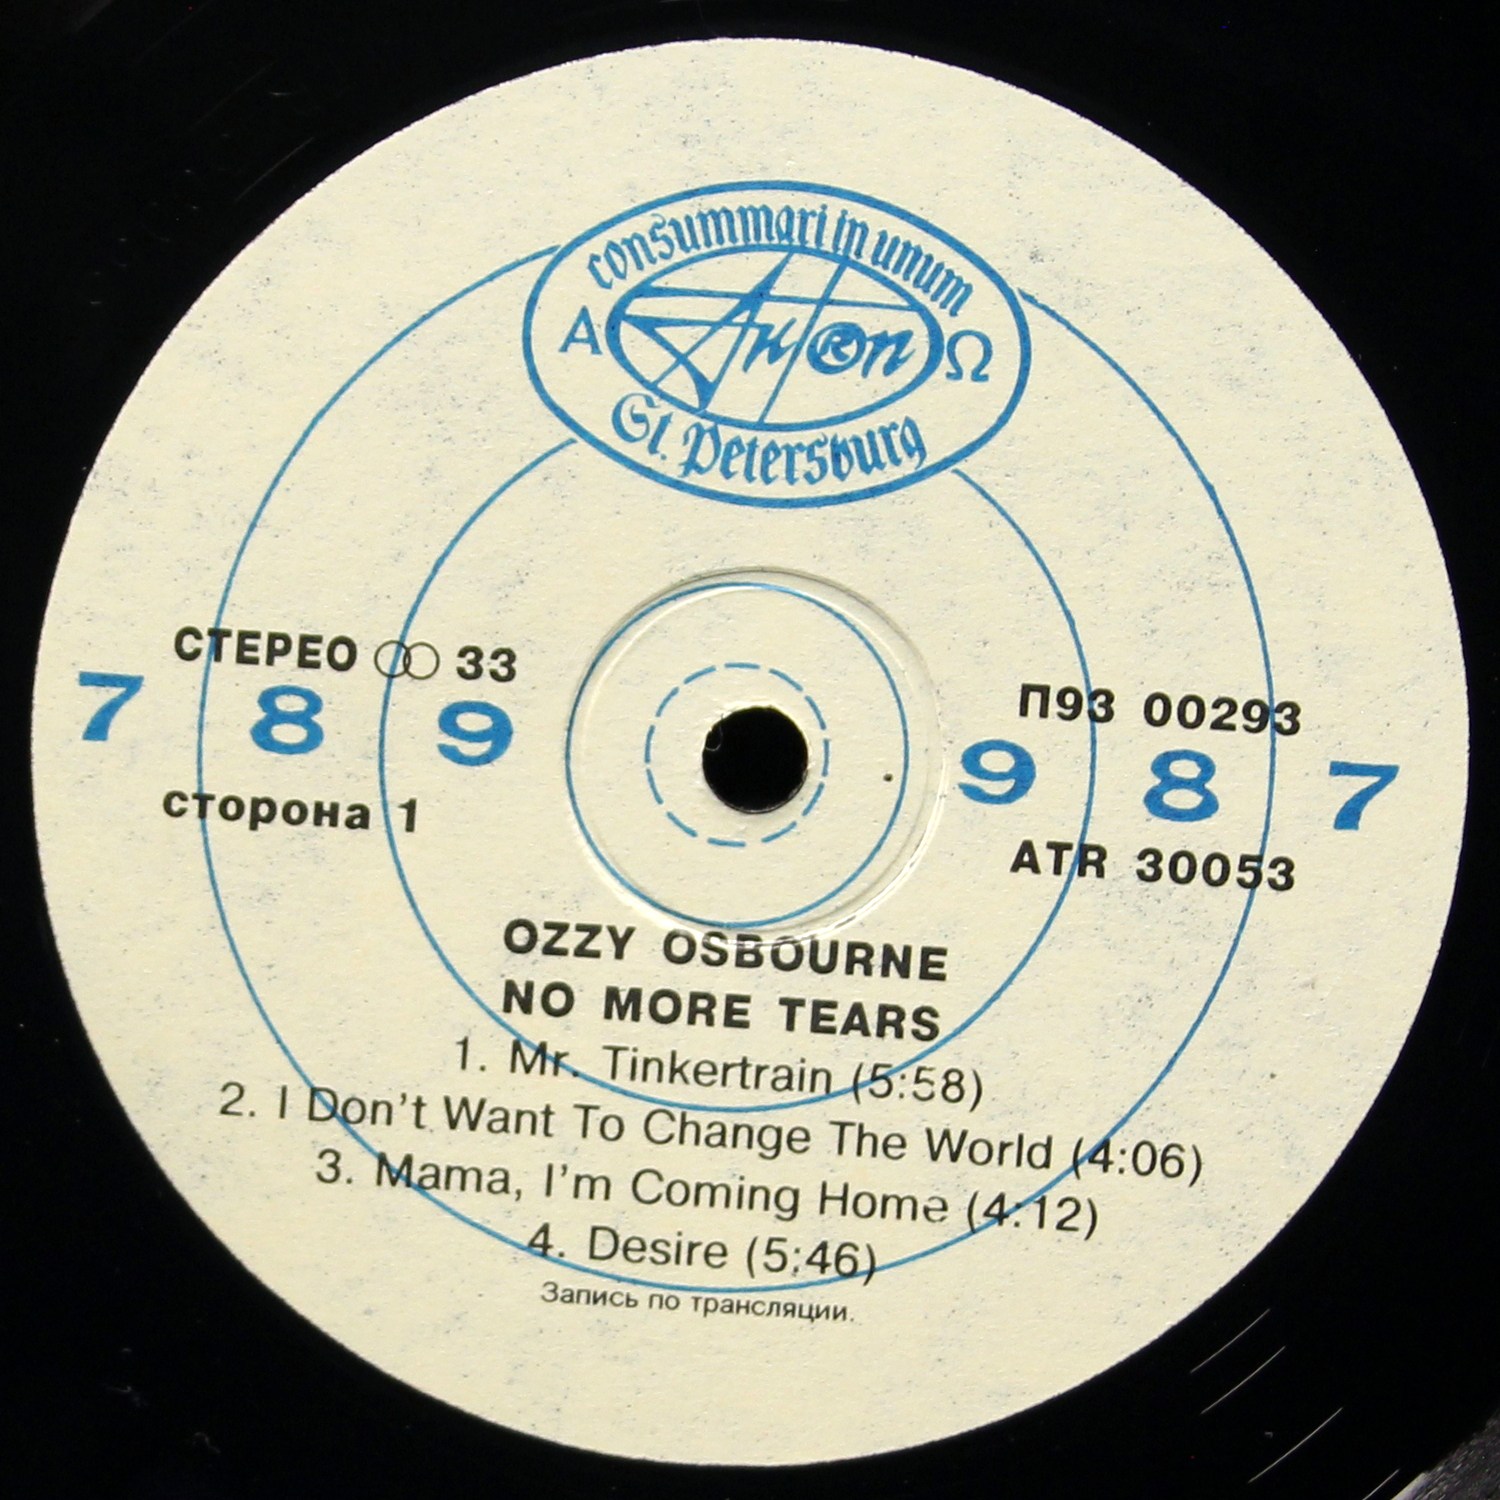 consummari in unum
Α АнтRоп Ω
St. Petersburg
СТЕРЕО 33
П93 00293
7 8 9
9 8 7
сторона 1
ATR 30053
OZZY OSBOURNE
NO MORE TEARS
1. Mr. Tinkertrain (5:58)
2. I Don't Want To Change The World (4:06)
3. Mama, I'm Coming Home (4:12)
4. Desire (5:46)
Запись по трансляции.